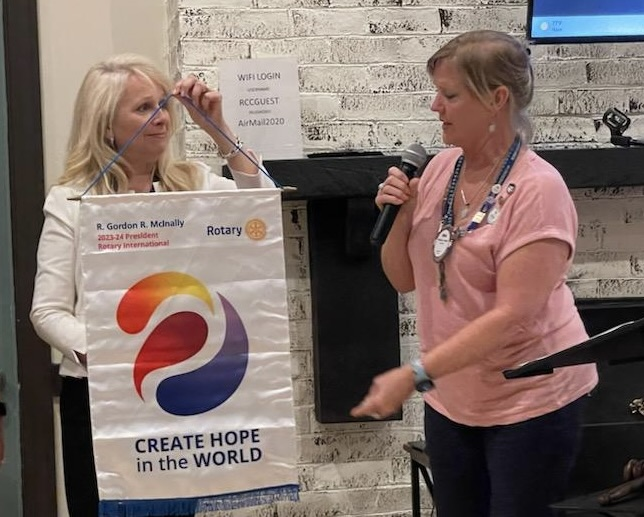 WIFI LOGIN
RCCGUEST
AirMail2020
R. Gordon R. McInally
2023-24 President
Rotary International
Rotary
CREATE HOPE
in the WORLD